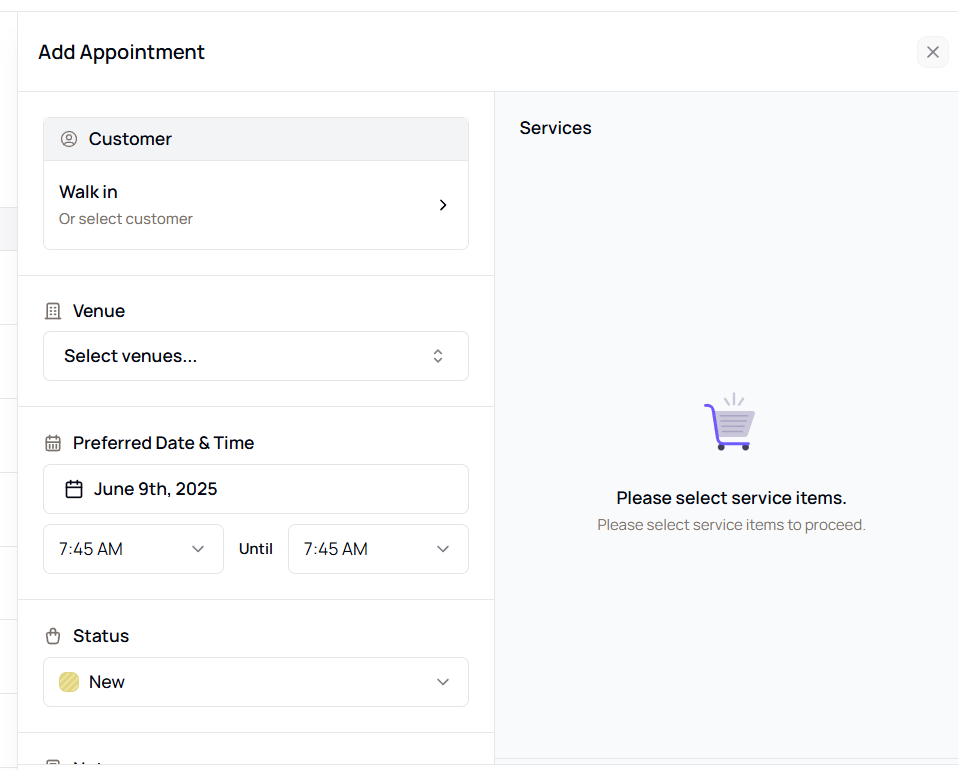 Add Appointment
Customer
Walk in
Or select customer
Venue
Select venues...
Preferred Date & Time
June 9th, 2025
7:45 AM
Until
7:45 AM
Status
New
Services
Please select service items.
Please select service items to proceed.